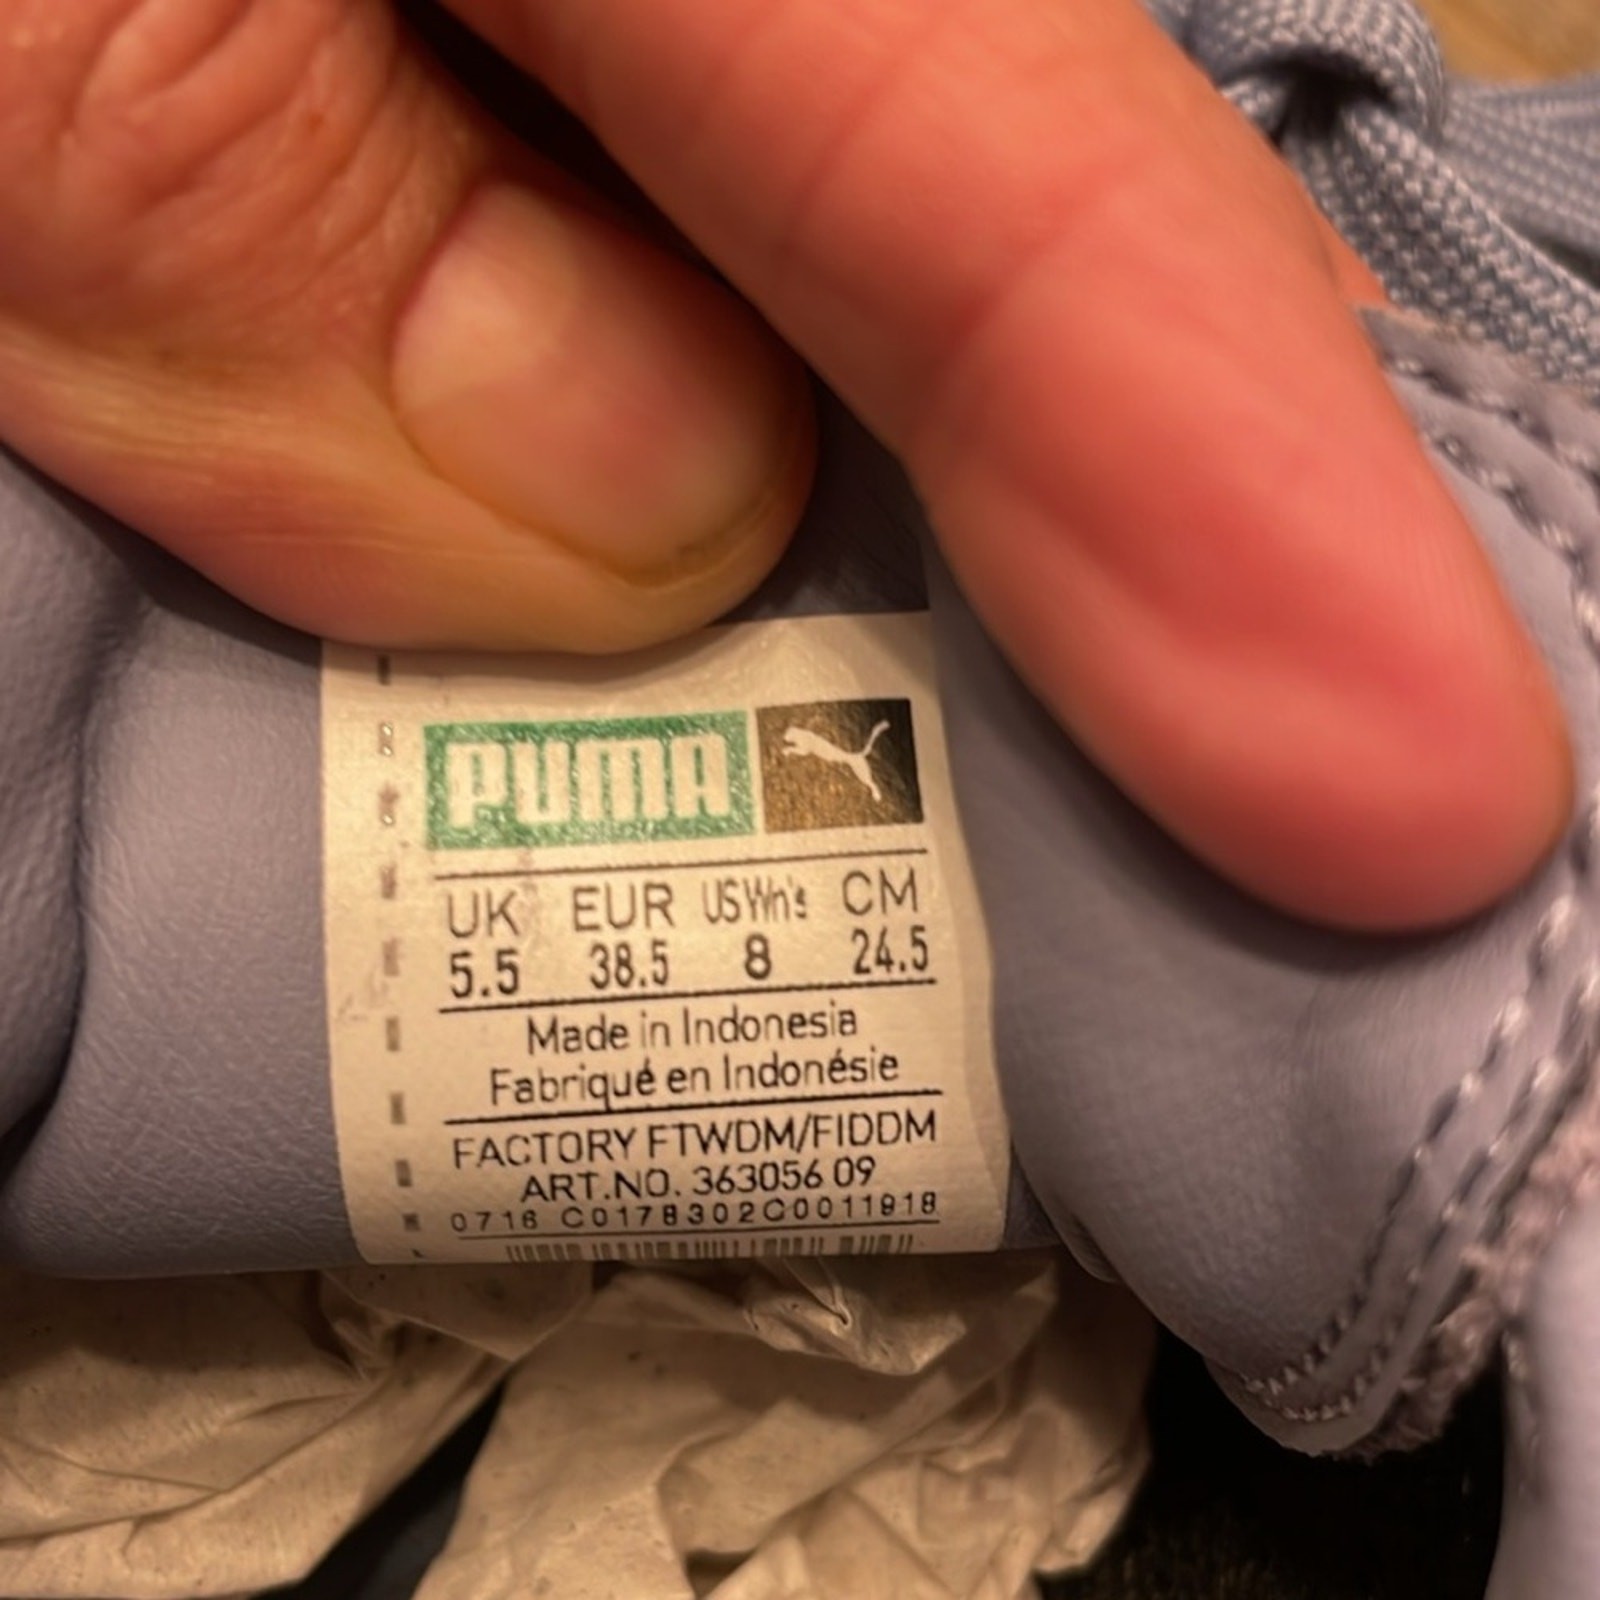 PUMA
UK EUR US Wn's CM
5.5 38.5 8 24.5
Made in Indonesia
Fabriqué en Indonésie
FACTORY FTWDM/FIDDM
ART.NO. 363056 09
0716 C0178302C0011918